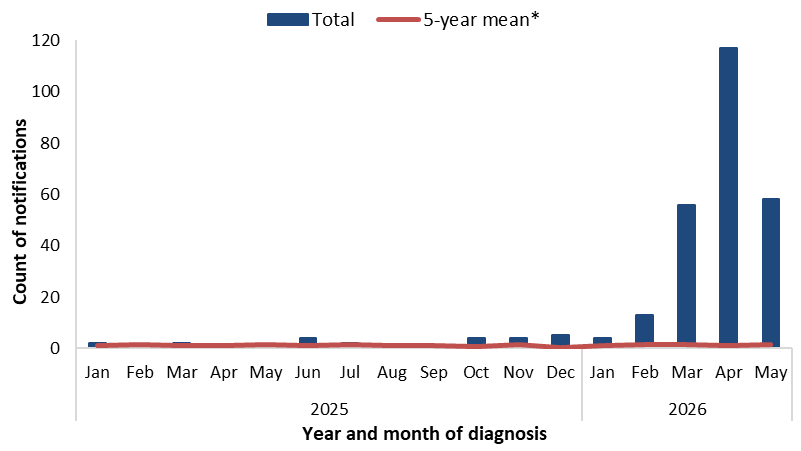 Total 5-year mean*
120
100
80
60
40
20
0
Count of notifications
Jan Feb Mar Apr May Jun Jul Aug Sep Oct Nov Dec Jan Feb Mar Apr May
2025 2026
Year and month of diagnosis